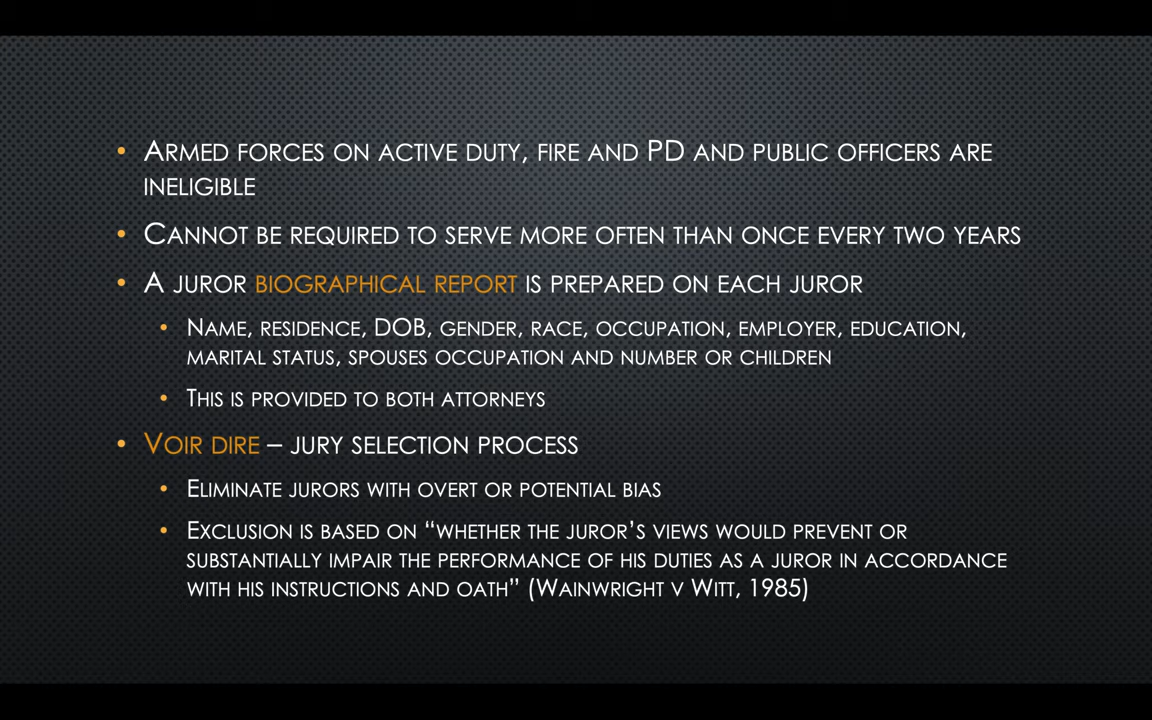 • Armed forces on active duty, fire and PD and public officers are
ineligible
• Cannot be required to serve more often than once every two years
• A juror biographical report is prepared on each juror
• Name, residence, DOB, gender, race, occupation, employer, education,
marital status, spouses occupation and number or children
• This is provided to both attorneys
• Voir dire – jury selection process
• Eliminate jurors with overt or potential bias
• Exclusion is based on “whether the juror’s views would prevent or
substantially impair the performance of his duties as a juror in accordance
with his instructions and oath” (Wainwright v Witt, 1985)